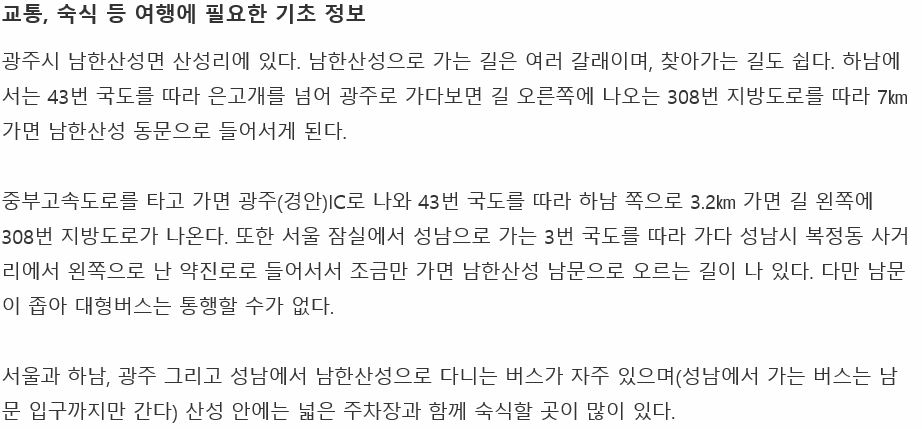 교통, 숙식 등 여행에 필요한 기초 정보
광주시 남한산성면 산성리에 있다. 남한산성으로 가는 길은 여러 갈래이며, 찾아가는 길도 쉽다. 하남에
서는 43번 국도를 따라 은고개를 넘어 광주로 가다보면 길 오른쪽에 나오는 308번 지방도로를 따라 7㎞
가면 남한산성 동문으로 들어서게 된다.
중부고속도로를 타고 가면 광주(경안)IC로 나와 43번 국도를 따라 하남 쪽으로 3.2㎞ 가면 길 왼쪽에
308번 지방도로가 나온다. 또한 서울 잠실에서 성남으로 가는 3번 국도를 따라 가다 성남시 복정동 사거
리에서 왼쪽으로 난 약진로로 들어서서 조금만 가면 남한산성 남문으로 오르는 길이 나 있다. 다만 남문
이 좁아 대형버스는 통행할 수가 없다.
서울과 하남, 광주 그리고 성남에서 남한산성으로 다니는 버스가 자주 있으며(성남에서 가는 버스는 남
문 입구까지만 간다) 산성 안에는 넓은 주차장과 함께 숙식할 곳이 많이 있다.